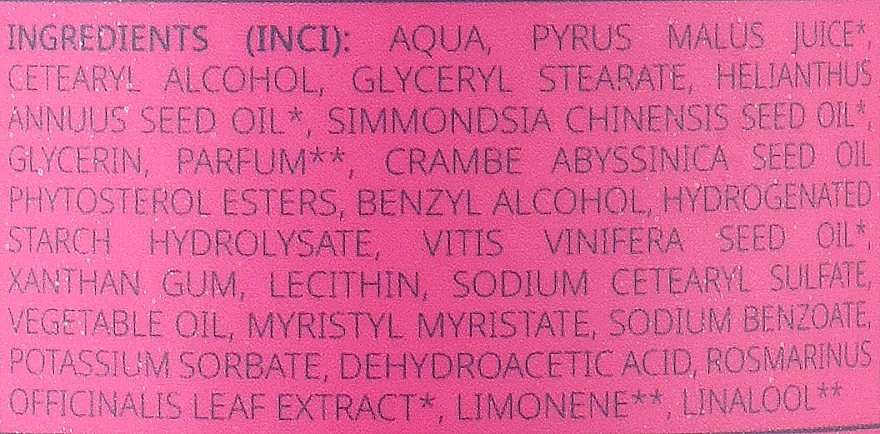 INGREDIENTS (INCI): AQUA, PYRUS MALUS JUICE*,
CETEARYL ALCOHOL, GLYCERYL STEARATE, HELIANTHUS
ANNUUS SEED OIL*, SIMMONDSIA CHINENSIS SEED OIL*,
GLYCERIN, PARFUM**, CRAMBE ABYSSINICA SEED OIL
PHYTOSTEROL ESTERS, BENZYL ALCOHOL, HYDROGENATED
STARCH HYDROLYSATE, VITIS VINIFERA SEED OIL*,
XANTHAN GUM, LECITHIN, SODIUM CETEARYL SULFATE,
VEGETABLE OIL, MYRISTYL MYRISTATE, SODIUM BENZOATE,
POTASSIUM SORBATE, DEHYDROACETIC ACID, ROSMARINUS
OFFICINALIS LEAF EXTRACT*, LIMONENE**, LINALOOL**